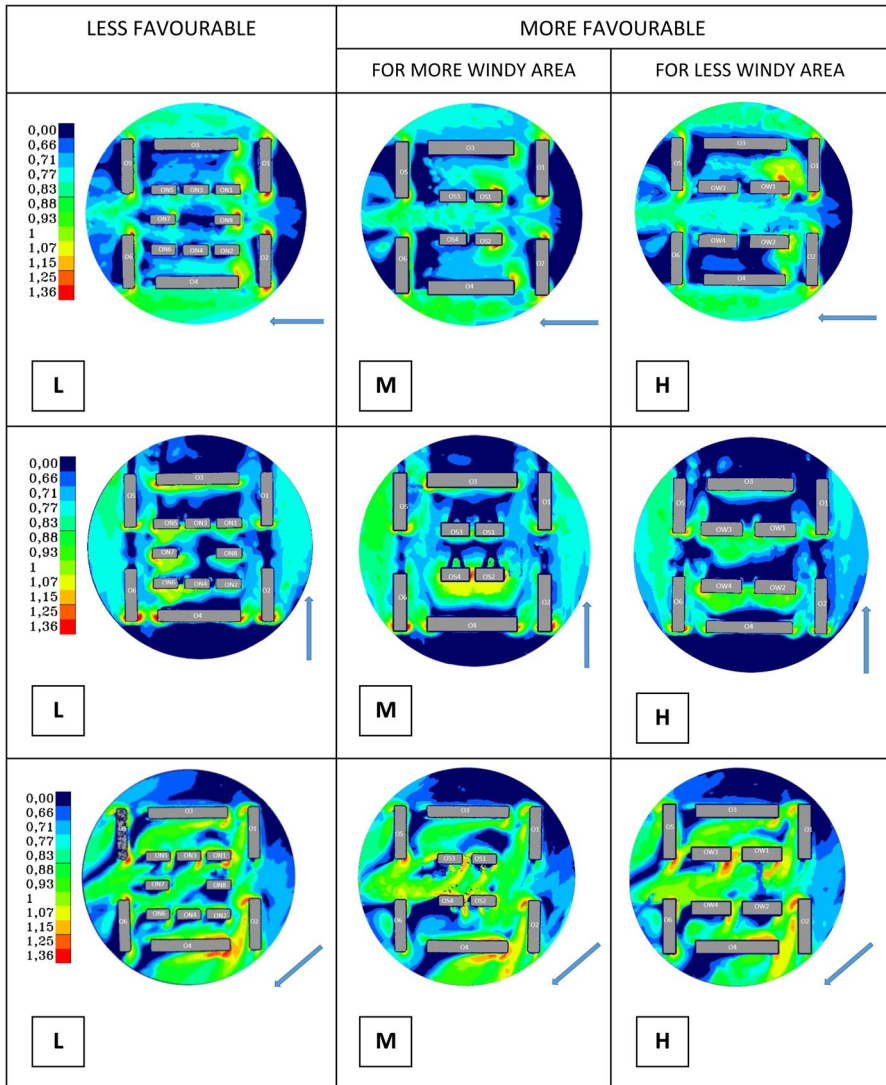 LESS FAVOURABLE
MORE FAVOURABLE
FOR MORE WINDY AREA
FOR LESS WINDY AREA
0,00
0,66
0,71
0,77
0,83
0,88
0,93
1
1,07
1,15
1,25
1,36
O5
O3
O1
ON5
ON3
ON1
ON7
ON8
ON6
ON4
ON2
O6
O4
O2
L
O5
O3
O1
OS3
OS1
OS4
OS2
O6
O4
O2
M
O5
O3
O1
OW3
OW1
OW4
OW2
O6
O4
O2
H
0,00
0,66
0,71
0,77
0,83
0,88
0,93
1
1,07
1,15
1,25
1,36
O5
O3
O1
ON5
ON3
ON1
ON7
ON8
ON6
ON4
ON2
O6
O4
O2
L
O5
O3
O1
OS3
OS1
OS4
OS2
O6
O4
O2
M
O5
O3
O1
OW3
OW1
OW4
OW2
O6
O4
O2
H
0,00
0,66
0,71
0,77
0,83
0,88
0,93
1
1,07
1,15
1,25
1,36
O3
O1
ON5
ON3
ON1
ON7
ON8
ON6
ON4
ON2
O6
O4
O2
L
O5
O3
O1
OS3
OS1
OS4
OS2
O6
O4
O2
M
O5
O3
O1
OW3
OW1
OW4
OW2
O6
O4
O2
H